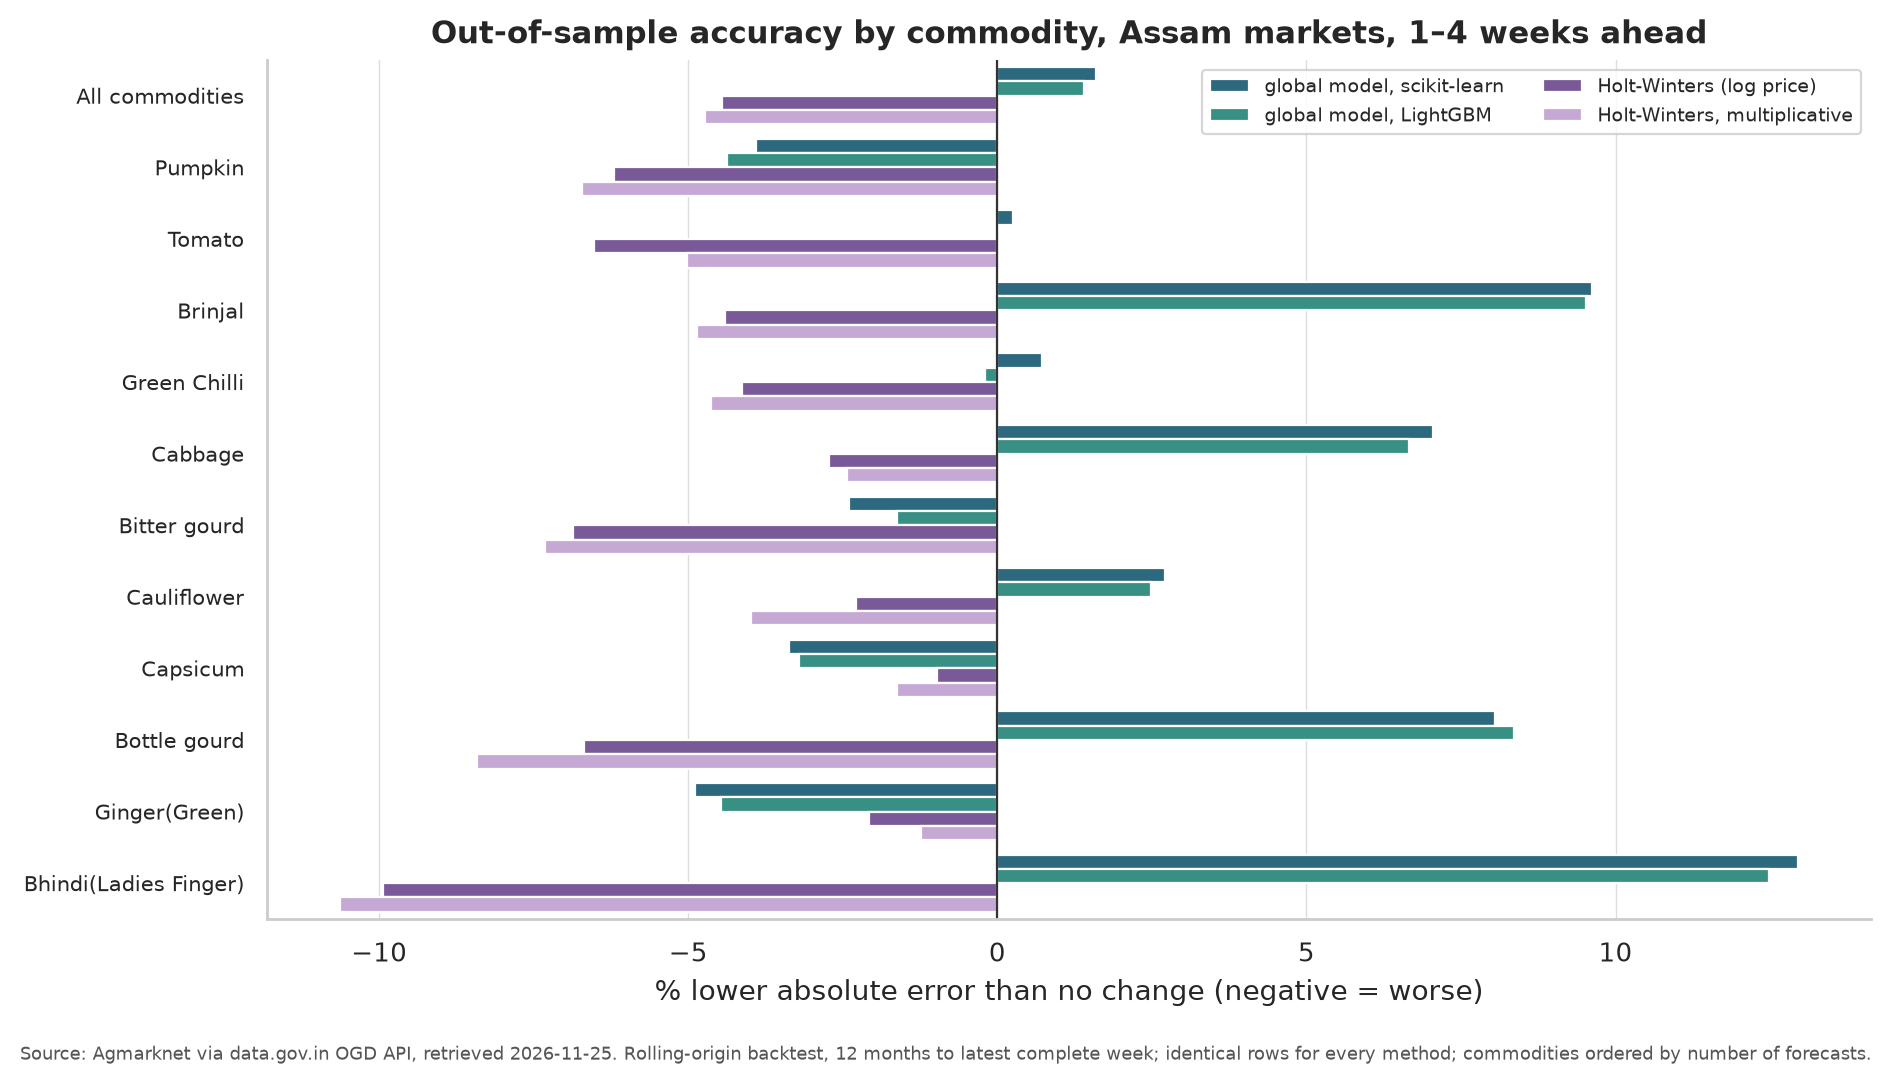 Out-of-sample accuracy by commodity, Assam markets, 1–4 weeks ahead
global model, scikit-learn
global model, LightGBM
Holt-Winters (log price)
Holt-Winters, multiplicative
All commodities
Pumpkin
Tomato
Brinjal
Green Chilli
Cabbage
Bitter gourd
Cauliflower
Capsicum
Bottle gourd
Ginger(Green)
Bhindi(Ladies Finger)
−10 −5 0 5 10
% lower absolute error than no change (negative = worse)
Source: Agmarknet via data.gov.in OGD API, retrieved 2026-11-25. Rolling-origin backtest, 12 months to latest complete week; identical rows for every method; commodities ordered by number of forecasts.